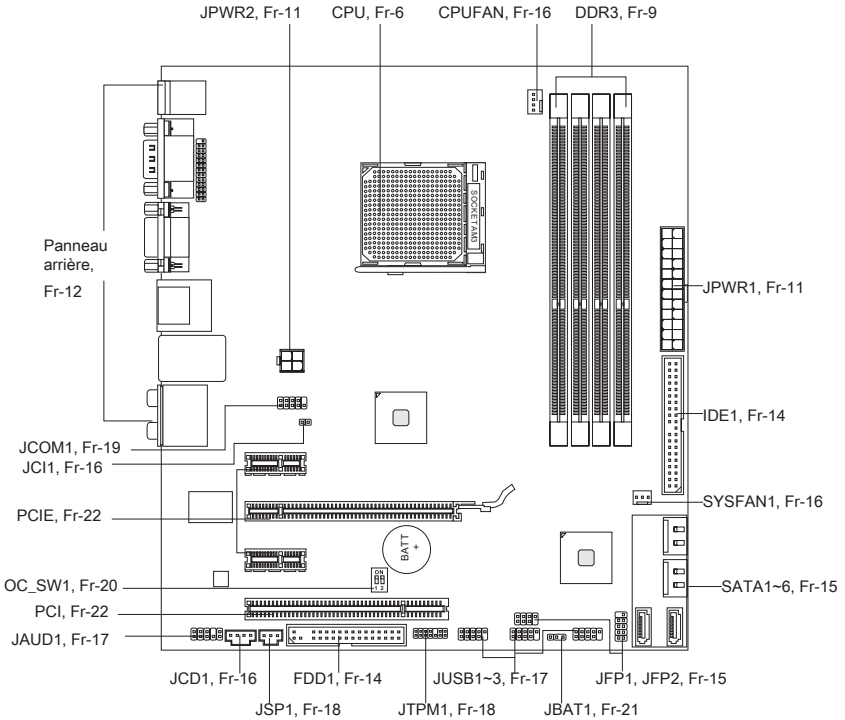 JPWR2, Fr-11
CPU, Fr-6
CPUFAN, Fr-16
DDR3, Fr-9
SOCKET AM3
Panneau
arrière,
Fr-12
JPWR1, Fr-11
IDE1, Fr-14
JCOM1, Fr-19
JCI1, Fr-16
SYSFAN1, Fr-16
PCIE, Fr-22
BATT
+
OC_SW1, Fr-20
ON
1 2
SATA1~6, Fr-15
PCI, Fr-22
JAUD1, Fr-17
JCD1, Fr-16
FDD1, Fr-14
JUSB1~3, Fr-17
JFP1, JFP2, Fr-15
JSP1, Fr-18
JTPM1, Fr-18
JBAT1, Fr-21